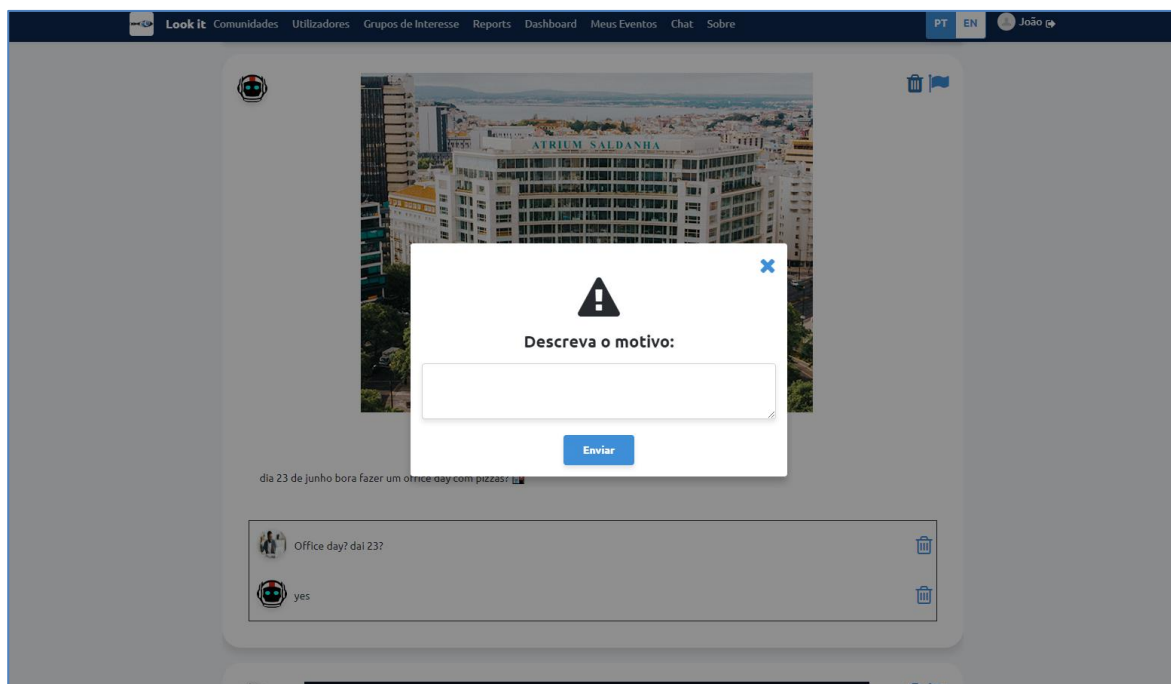 Look it Comunidades Utilizadores Grupos de Interesse Reports Dashboard Meus Eventos Chat Sobre PT EN João
ATRIUM SALDANHA
Descreva o motivo:
Enviar
dia 23 de junho bora fazer um office day com pizzas?
Office day? dai 23?
yes